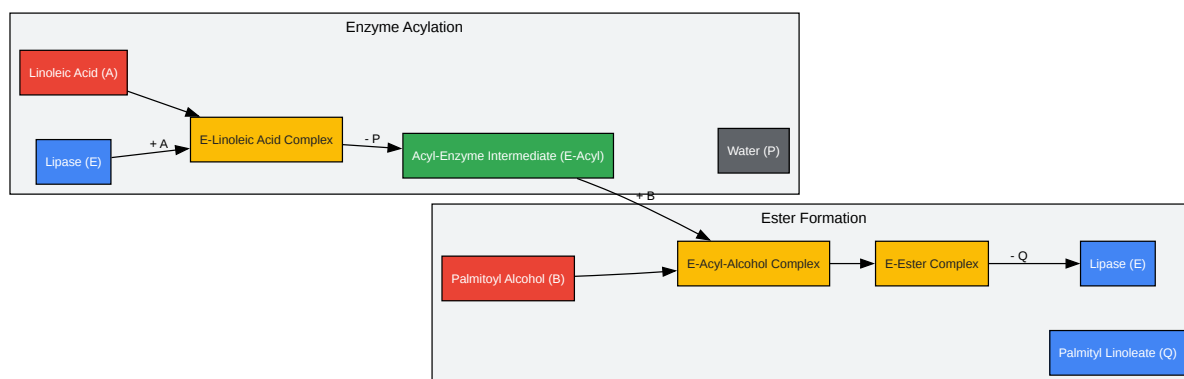 Enzyme Acylation
Linoleic Acid (A)
Lipase (E)
+ A
E-Linoleic Acid Complex
- P
Acyl-Enzyme Intermediate (E-Acyl)
Water (P)
+ B
Ester Formation
Palmitoyl Alcohol (B)
E-Acyl-Alcohol Complex
E-Ester Complex
- Q
Lipase (E)
Palmityl Linoleate (Q)